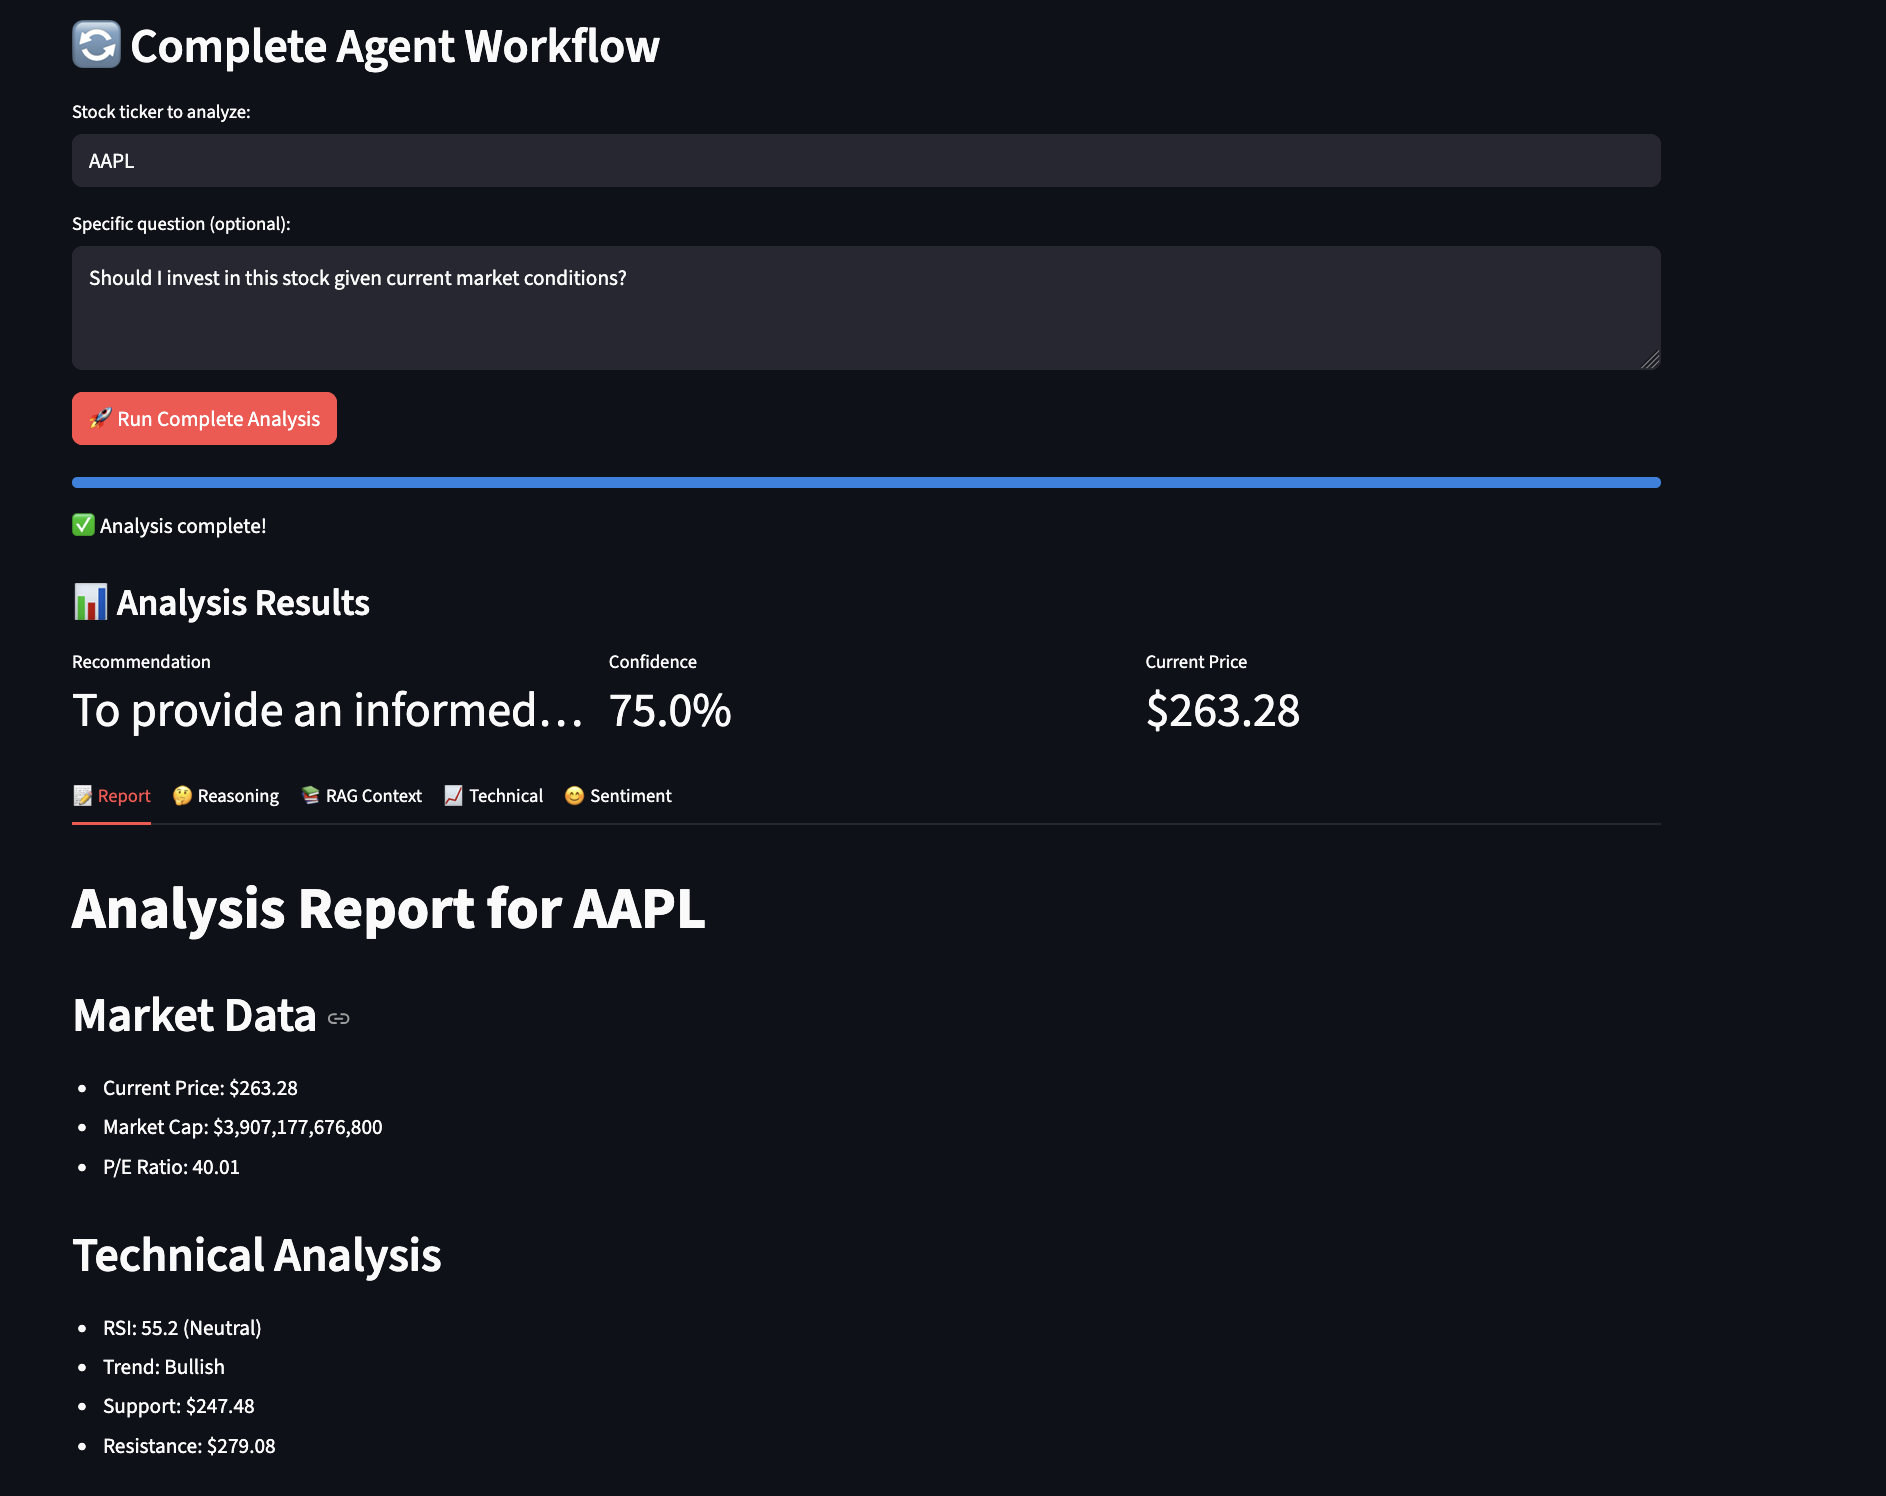 Complete Agent Workflow
Stock ticker to analyze:
AAPL
Specific question (optional):
Should I invest in this stock given current market conditions?
🚀 Run Complete Analysis
✅ Analysis complete!
📊 Analysis Results
Recommendation
To provide an informed...
Confidence
75.0%
Current Price
$263.28
📝 Report 🤔 Reasoning 📚 RAG Context 📈 Technical 😊 Sentiment
Analysis Report for AAPL
Market Data
• Current Price: $263.28
• Market Cap: $3,907,177,676,800
• P/E Ratio: 40.01
Technical Analysis
• RSI: 55.2 (Neutral)
• Trend: Bullish
• Support: $247.48
• Resistance: $279.08